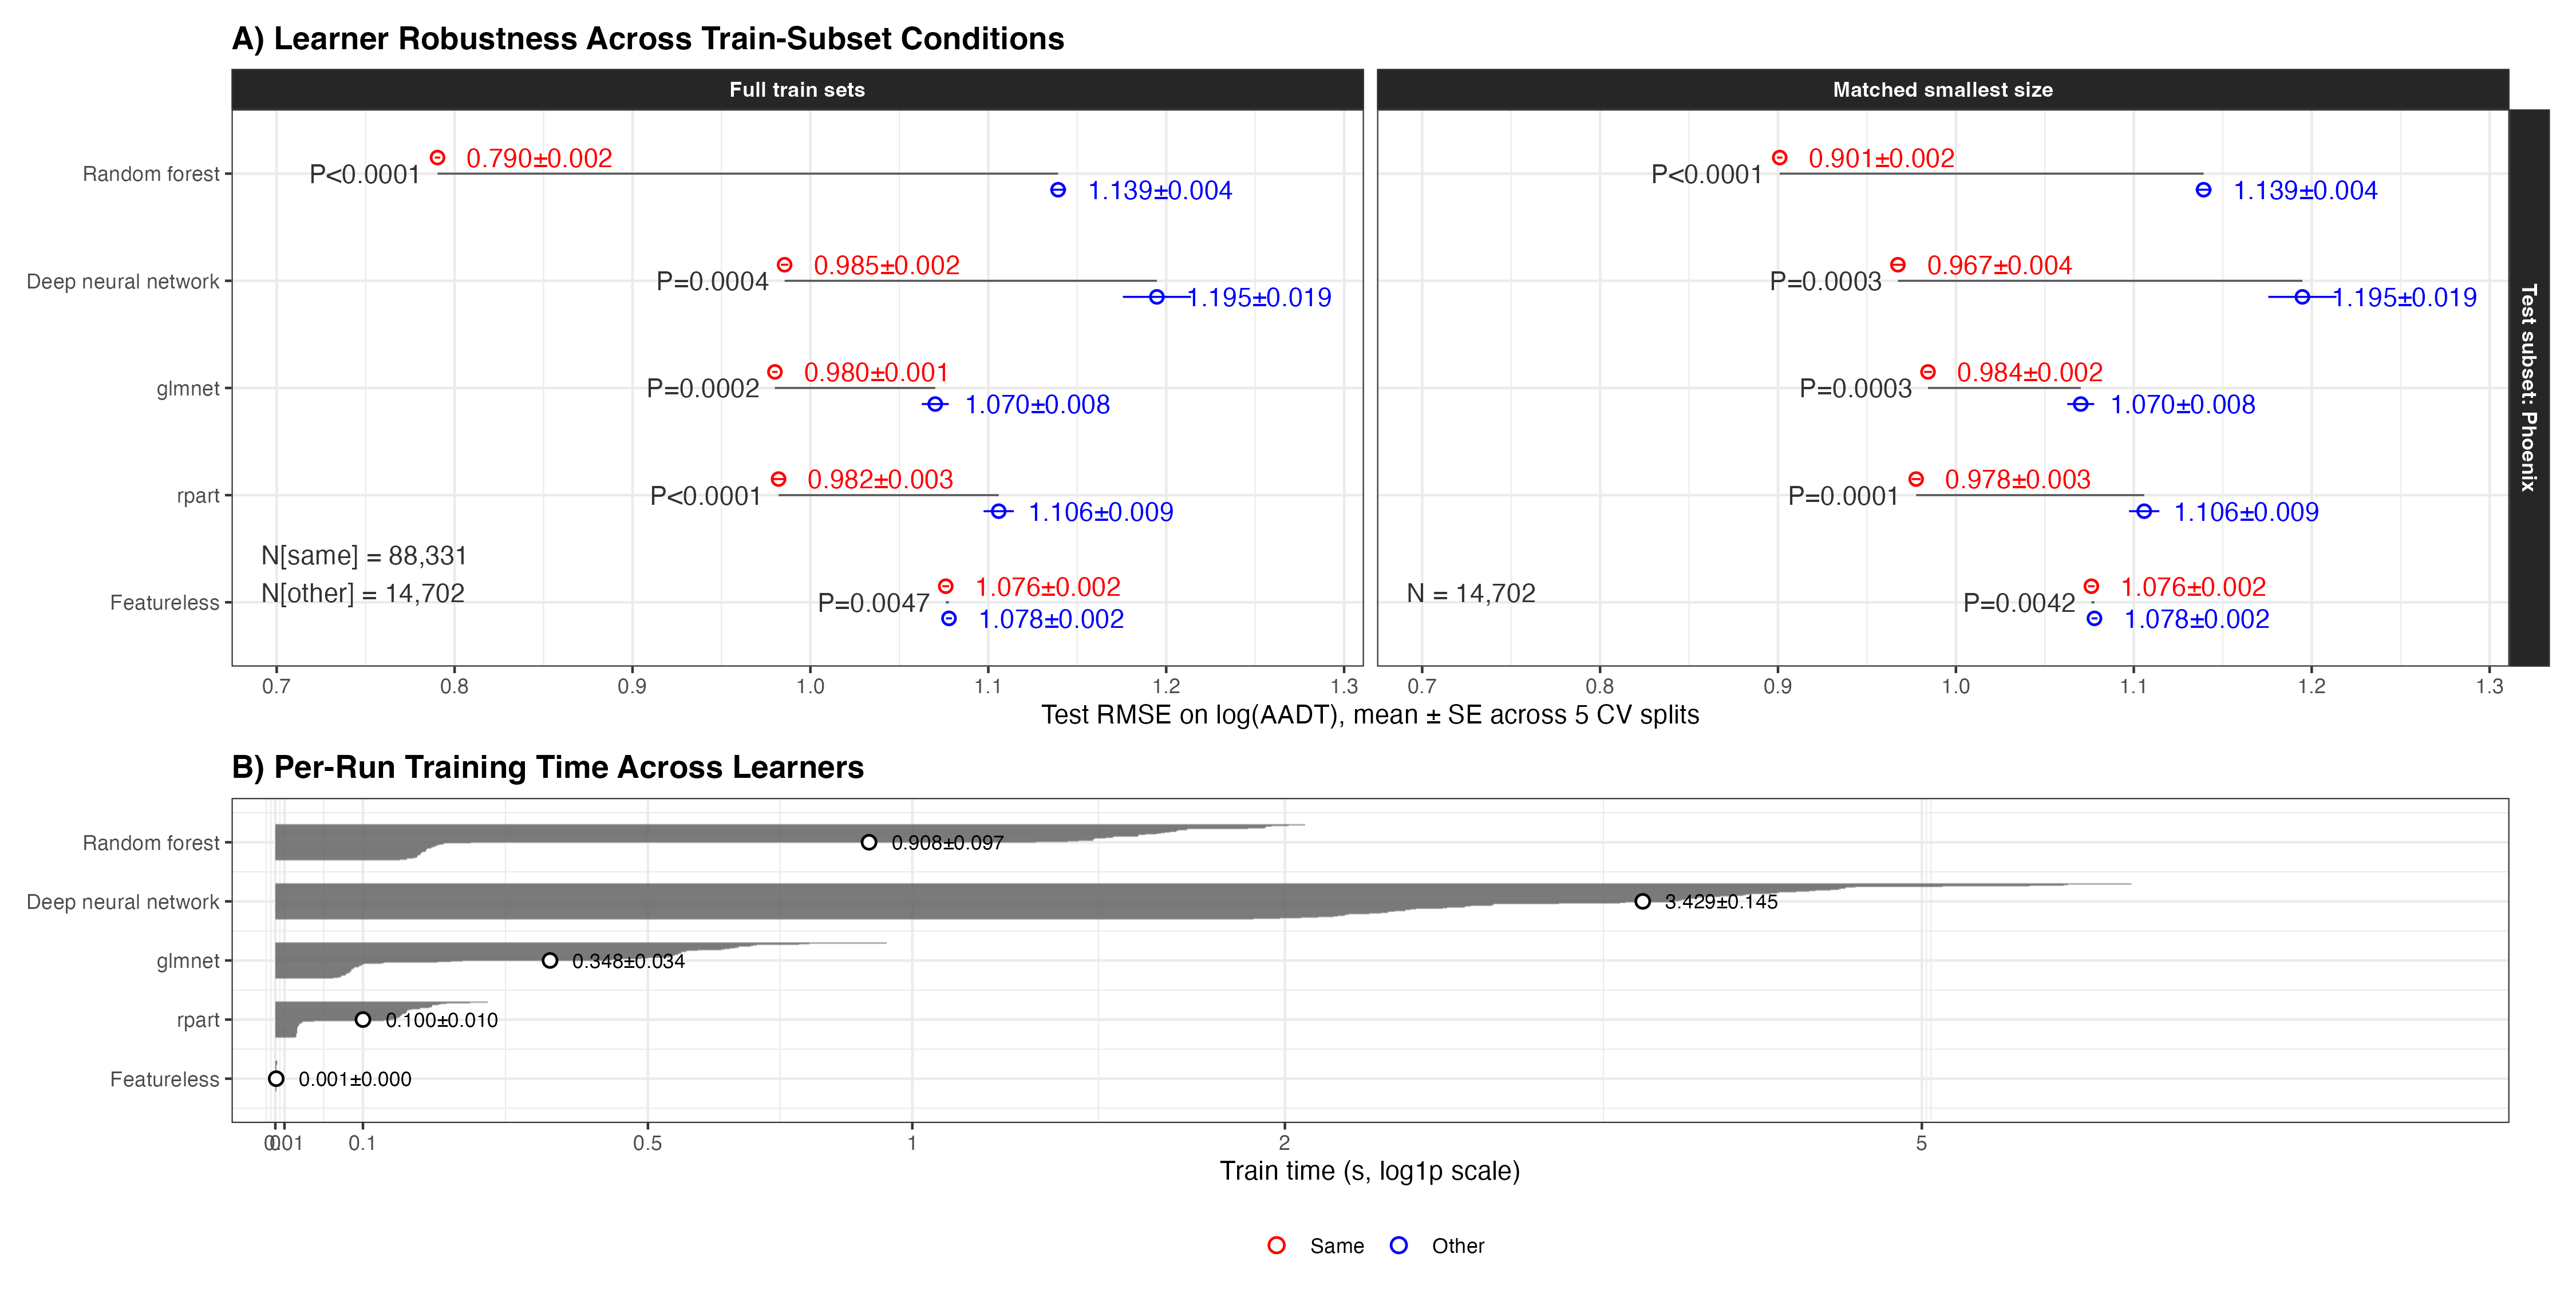 A) Learner Robustness Across Train-Subset Conditions
Full train sets
Matched smallest size
Test subset: Phoenix
Random forest
P<0.0001
0.790±0.002
1.139±0.004
P<0.0001
0.901±0.002
1.139±0.004
Deep neural network
P=0.0004
0.985±0.002
1.195±0.019
P=0.0003
0.967±0.004
1.195±0.019
glmnet
P=0.0002
0.980±0.001
1.070±0.008
P=0.0003
0.984±0.002
1.070±0.008
rpart
P<0.0001
0.982±0.003
1.106±0.009
P=0.0001
0.978±0.003
1.106±0.009
N[same] = 88,331
N[other] = 14,702
N = 14,702
Featureless
P=0.0047
1.076±0.002
1.078±0.002
P=0.0042
1.076±0.002
1.078±0.002
0.7 0.8 0.9 1.0 1.1 1.2 1.3
0.7 0.8 0.9 1.0 1.1 1.2 1.3
Test RMSE on log(AADT), mean ± SE across 5 CV splits
B) Per-Run Training Time Across Learners
Random forest
0.908±0.097
Deep neural network
3.429±0.145
glmnet
0.348±0.034
rpart
0.100±0.010
Featureless
0.001±0.000
0 0.01 0.1 0.5 1 2 5
Train time (s, log1p scale)
Same Other